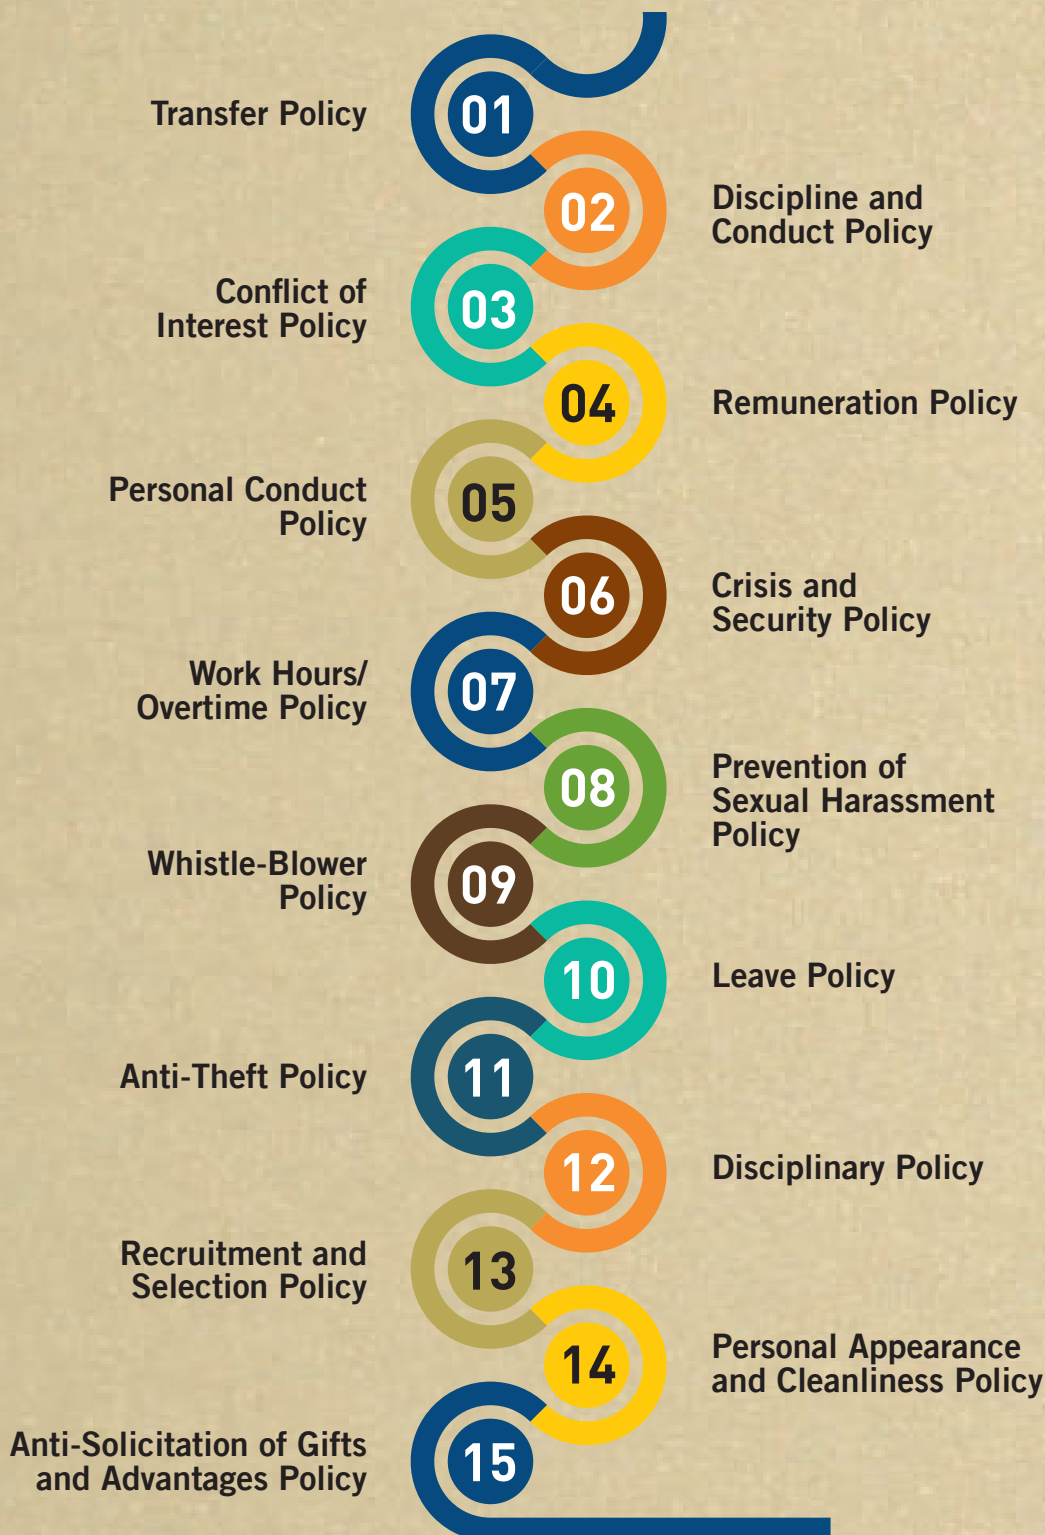 01
Transfer Policy
02
Discipline and
Conduct Policy
03
Conflict of
Interest Policy
04
Remuneration Policy
05
Personal Conduct
Policy
06
Crisis and
Security Policy
07
Work Hours/
Overtime Policy
08
Prevention of
Sexual Harassment
Policy
09
Whistle-Blower
Policy
10
Leave Policy
11
Anti-Theft Policy
12
Disciplinary Policy
13
Recruitment and
Selection Policy
14
Personal Appearance
and Cleanliness Policy
15
Anti-Solicitation of Gifts
and Advantages Policy